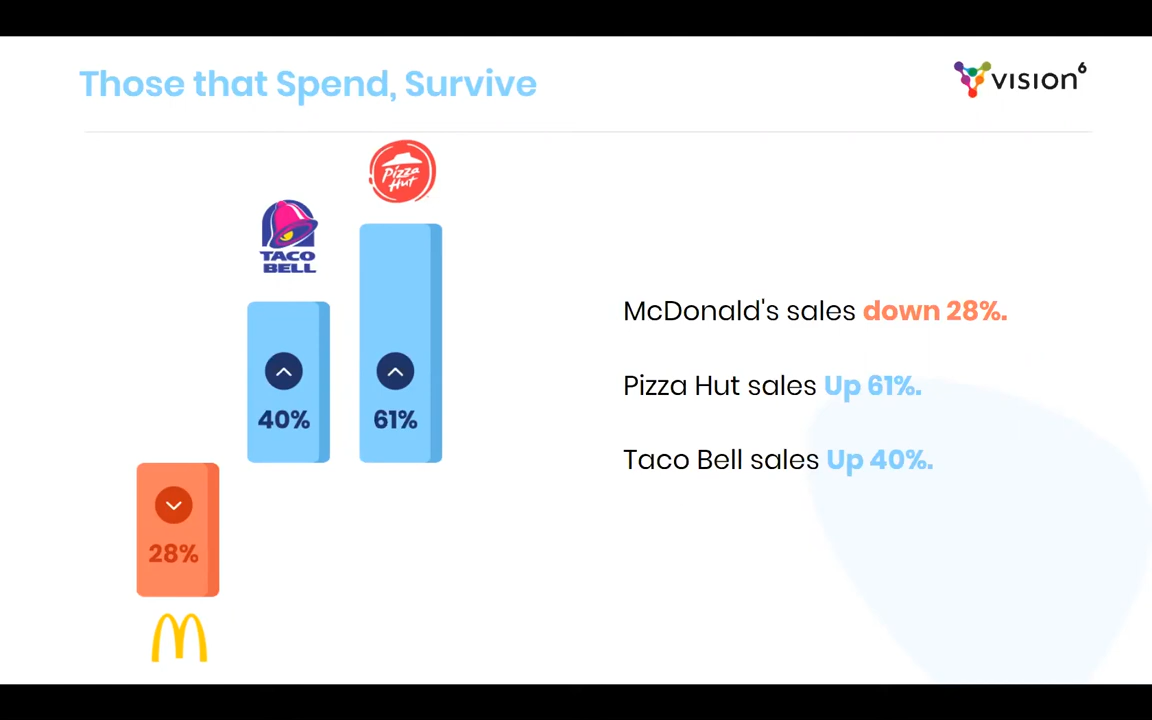 Those that Spend, Survive
vision6
Pizza
Hut
TACO
BELL
40%
61%
28%
McDonald's sales down 28%.
Pizza Hut sales Up 61%.
Taco Bell sales Up 40%.